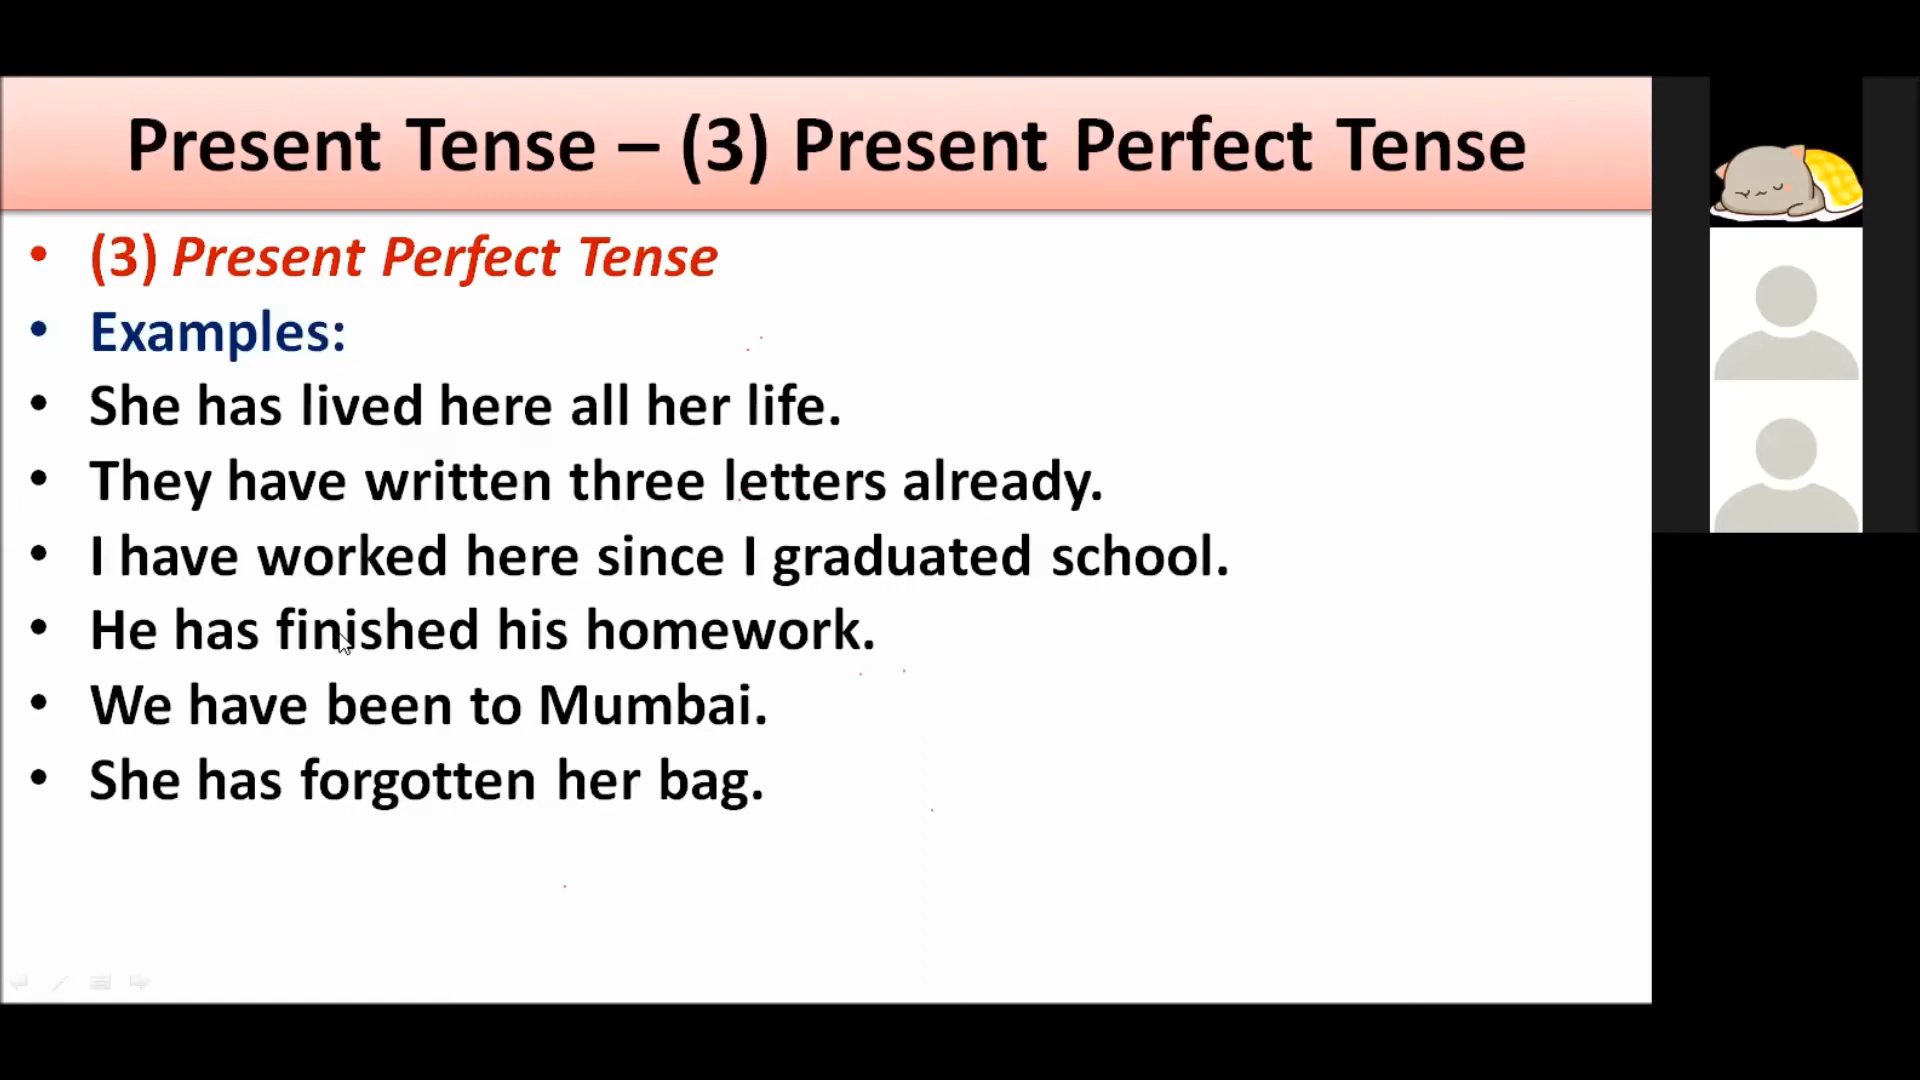 Present Tense – (3) Present Perfect Tense
• (3) Present Perfect Tense
• Examples:
• She has lived here all her life.
• They have written three letters already.
• I have worked here since I graduated school.
• He has finished his homework.
• We have been to Mumbai.
• She has forgotten her bag.